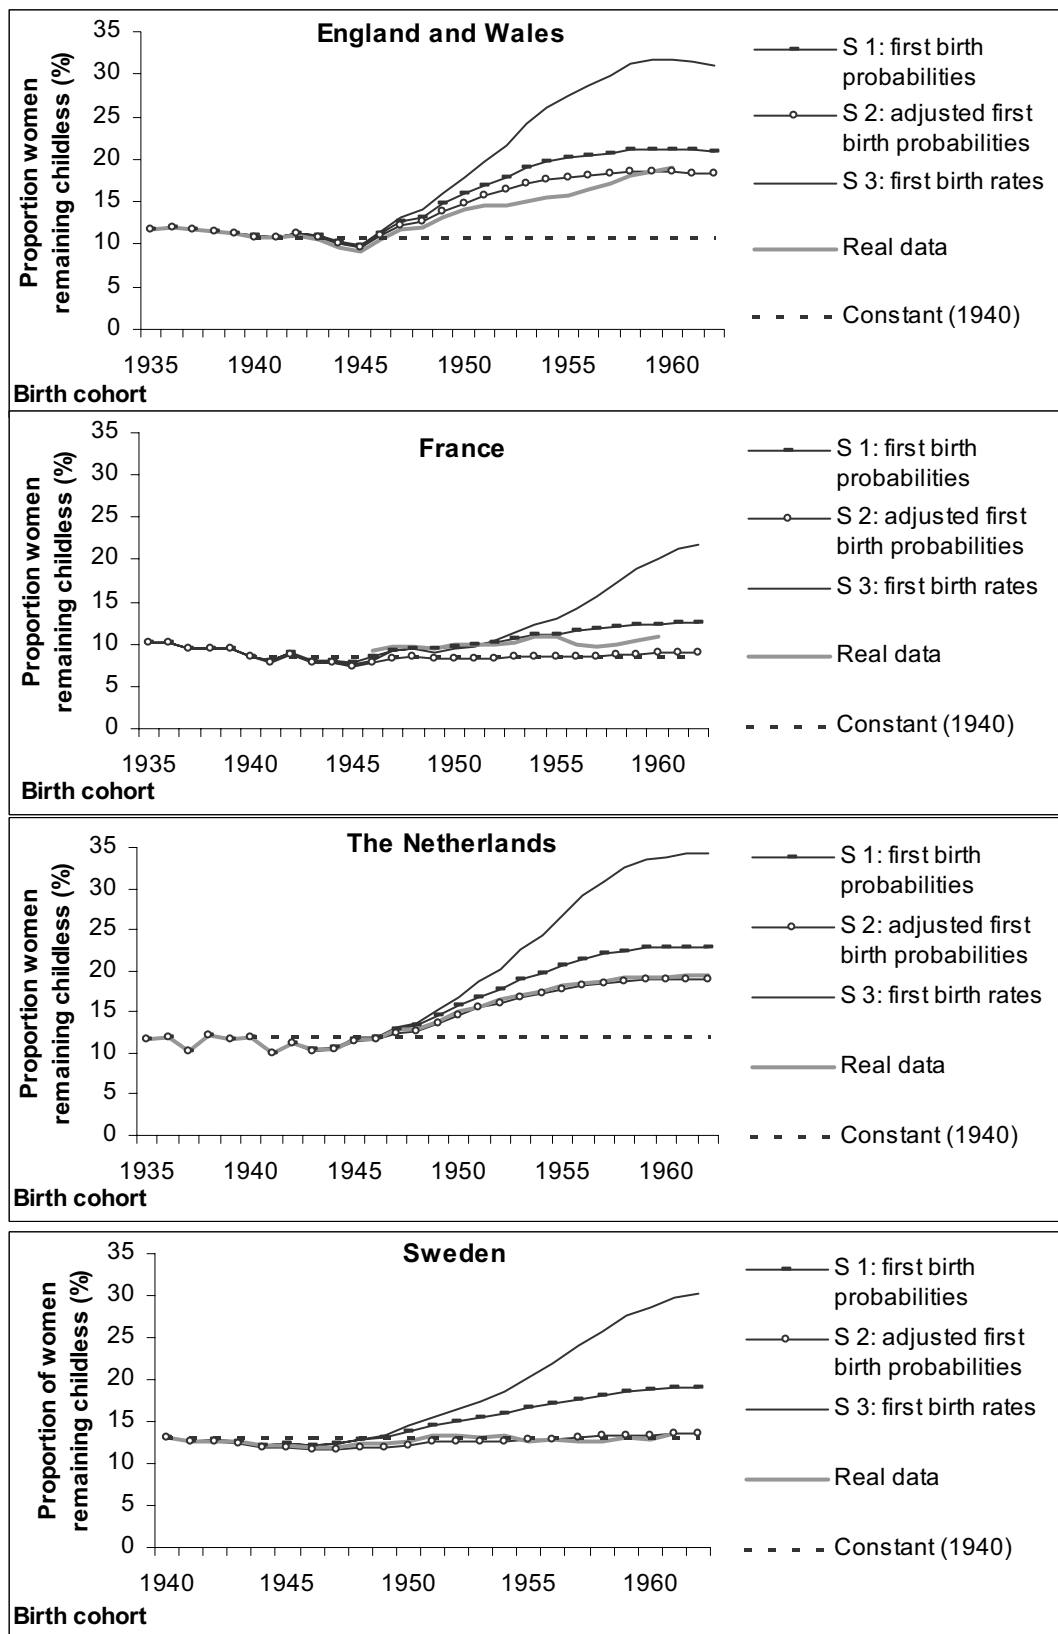 England and Wales
Proportion women
remaining childless (%)
35
30
25
20
15
10
5
0
1935 1940 1945 1950 1955 1960
Birth cohort
S 1: first birth
probabilities
S 2: adjusted first
birth probabilities
S 3: first birth rates
Real data
Constant (1940)
France
Proportion women
remaining childless (%)
35
30
25
20
15
10
5
0
1935 1940 1945 1950 1955 1960
Birth cohort
S 1: first birth
probabilities
S 2: adjusted first
birth probabilities
S 3: first birth rates
Real data
Constant (1940)
The Netherlands
Proportion women
remaining childless (%)
35
30
25
20
15
10
5
0
1935 1940 1945 1950 1955 1960
Birth cohort
S 1: first birth
probabilities
S 2: adjusted first
birth probabilities
S 3: first birth rates
Real data
Constant (1940)
Sweden
Proportion of women
remaining childless (%)
35
30
25
20
15
10
5
0
1940 1945 1950 1955 1960
Birth cohort
S 1: first birth
probabilities
S 2: adjusted first
birth probabilities
S 3: first birth rates
Real data
Constant (1940)